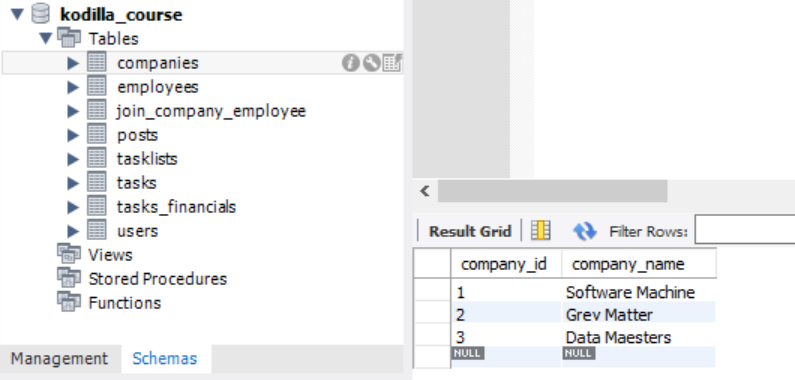 kodilla_course
Tables
companies
employees
join_company_employee
posts
tasklists
tasks
tasks_financials
users
Views
Stored Procedures
Functions
Management Schemas
Result Grid Filter Rows:
company_id company_name
1 Software Machine
2 Grey Matter
3 Data Maesters
NULL NULL